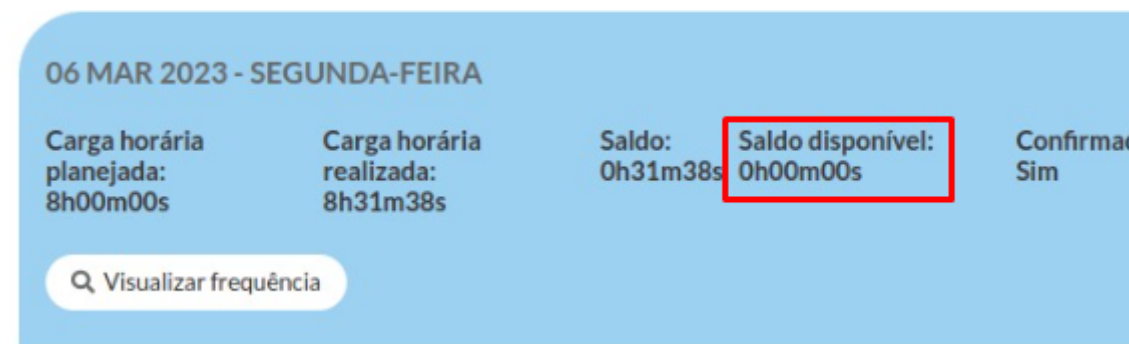 06 MAR 2023 - SEGUNDA-FEIRA
Carga horária
planejada:
8h00m00s
Carga horária
realizada:
8h31m38s
Saldo:
0h31m38s
Saldo disponível:
0h00m00s
Sim
Visualizar frequência